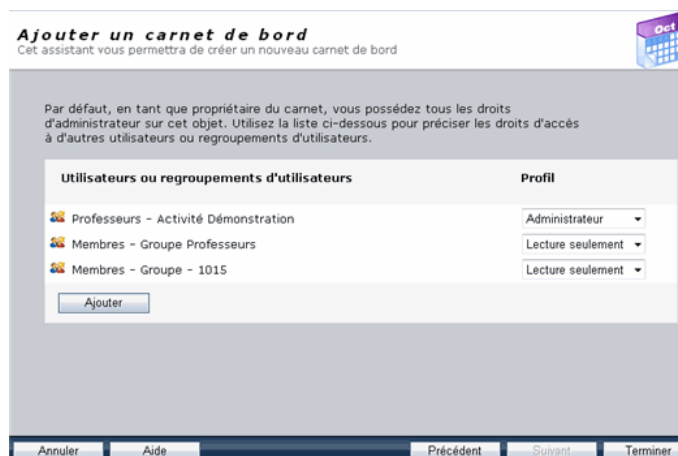 Ajouter un carnet de bord
Cet assistant vous permettra de créer un nouveau carnet de bord
Oct
Par défaut, en tant que propriétaire du carnet, vous possédez tous les droits
d'administrateur sur cet objet. Utilisez la liste ci-dessous pour préciser les droits d'accès
à d'autres utilisateurs ou regroupements d'utilisateurs.
Utilisateurs ou regroupements d'utilisateurs Profil
Professeurs - Activité Démonstration Administrateur
Membres - Groupe Professeurs Lecture seulement
Membres - Groupe - 1015 Lecture seulement
Ajouter
Annuler Aide Précédent Suivant Terminer